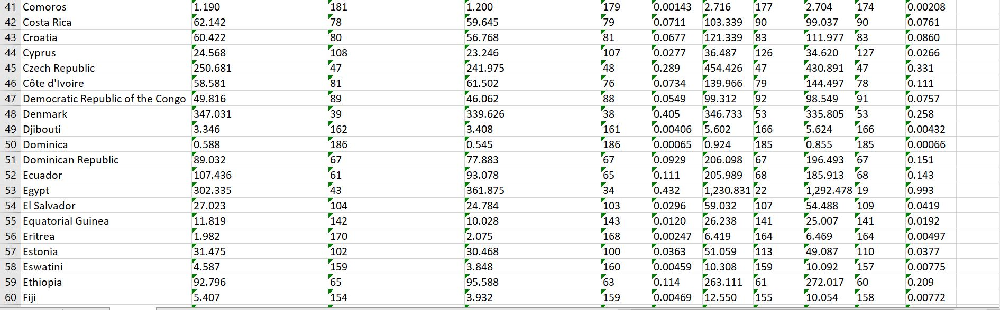 41 Comoros 1.190 181 1.200 179 0.00143 2.716 177 2.704 174 0.00208
42 Costa Rica 62.142 78 59.645 79 0.0711 103.339 90 99.037 90 0.0761
43 Croatia 60.422 80 56.768 81 0.0677 121.339 83 111.977 83 0.0860
44 Cyprus 24.568 108 23.246 107 0.0277 36.487 126 34.620 127 0.0266
45 Czech Republic 250.681 47 241.975 48 0.289 454.426 47 430.891 47 0.331
46 Côte d'Ivoire 58.581 81 61.502 76 0.0734 139.966 79 144.497 78 0.111
47 Democratic Republic of the Congo 49.816 89 46.062 88 0.0549 99.312 92 98.549 91 0.0757
48 Denmark 347.031 39 339.626 38 0.405 346.733 53 335.805 53 0.258
49 Djibouti 3.346 162 3.408 161 0.00406 5.602 166 5.624 166 0.00432
50 Dominica 0.588 186 0.545 186 0.00065 0.924 185 0.855 185 0.00066
51 Dominican Republic 89.032 67 77.883 67 0.0929 206.098 67 196.493 67 0.151
52 Ecuador 107.436 61 93.078 65 0.111 205.989 68 185.913 68 0.143
53 Egypt 302.335 43 361.875 34 0.432 1,230.831 22 1,292.478 19 0.993
54 El Salvador 27.023 104 24.784 103 0.0296 59.032 107 54.488 109 0.0419
55 Equatorial Guinea 11.819 142 10.028 143 0.0120 26.238 141 25.007 141 0.0192
56 Eritrea 1.982 170 2.075 168 0.00247 6.419 164 6.469 164 0.00497
57 Estonia 31.475 102 30.468 100 0.0363 51.059 113 49.087 110 0.0377
58 Eswatini 4.587 159 3.848 160 0.00459 10.308 159 10.092 157 0.00775
59 Ethiopia 92.796 65 95.588 63 0.114 263.111 61 272.017 60 0.209
60 Fiji 5.407 154 3.932 159 0.00469 12.550 155 10.054 158 0.00772